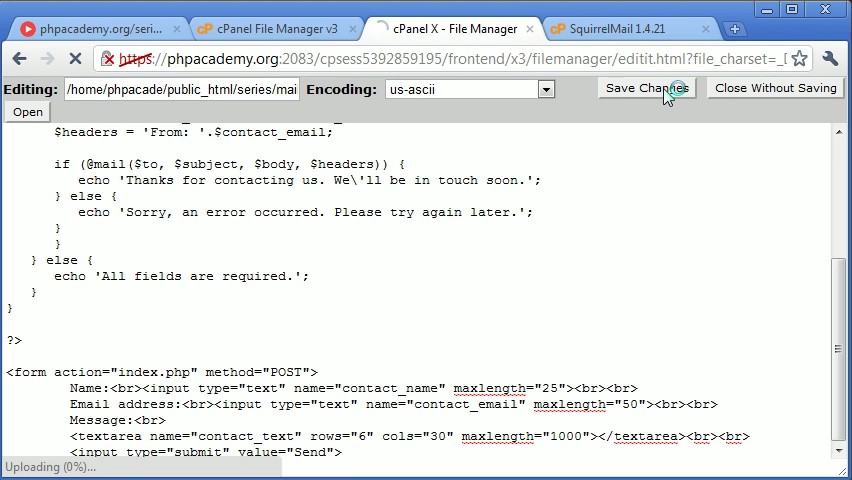 phpacademy.org/seri...
cPanel File Manager v3
cPanel X - File Manager
SquirrelMail 1.4.21
https://phpacademy.org:2083/cpsess5392859195/frontend/x3/filemanager/editit.html?file_charset=_D
Editing: /home/phpacade/public_html/series/mail Encoding: us-ascii Save Changes Close Without Saving
Open
$headers = 'From: '.$contact_email;
if (@mail($to, $subject, $body, $headers)) {
echo 'Thanks for contacting us. We\'ll be in touch soon.';
} else {
echo 'Sorry, an error occurred. Please try again later.';
}
}
} else {
echo 'All fields are required.';
}
}
?>
<form action="index.php" method="POST">
Name:<br><input type="text" name="contact_name" maxlength="25"><br><br>
Email address:<br><input type="text" name="contact_email" maxlength="50"><br><br>
Message:<br>
<textarea name="contact_text" rows="6" cols="30" maxlength="1000"></textarea><br><br>
<input type="submit" value="Send">
Uploading (0%)...